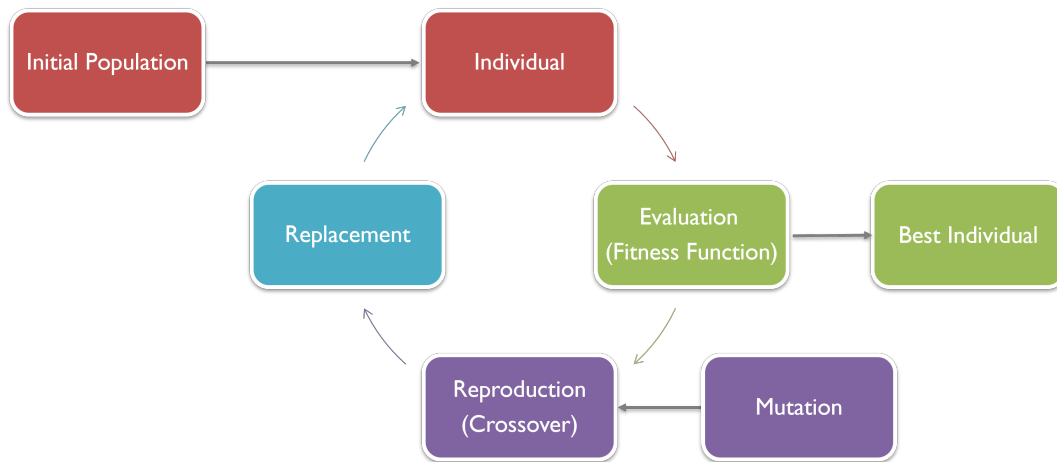 Initial Population
Individual
Replacement
Evaluation
(Fitness Function)
Best Individual
Reproduction
(Crossover)
Mutation